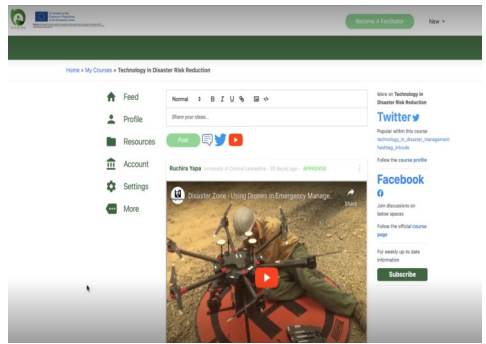 Become A Facilitator
New
Home » My Courses » Technology In Disaster Risk Reduction
Feed
Profile
Resources
Account
Settings
More
Normal
B I U
Share your ideas...
Post
Ruchira Yapa University of Central Lancashire - 20 day(s) ago - APPROVED
Disaster Zone - Using Drones in Emergency Manage...
Share
More on Technology in
Disaster Risk Reduction
Twitter
Popular within this course
technology_in_disaster_management
hashtag_intcode
Follow the course profile
Facebook
Join discussions on
below spaces
Follow the official course
page
For weekly up to date
information
Subscribe